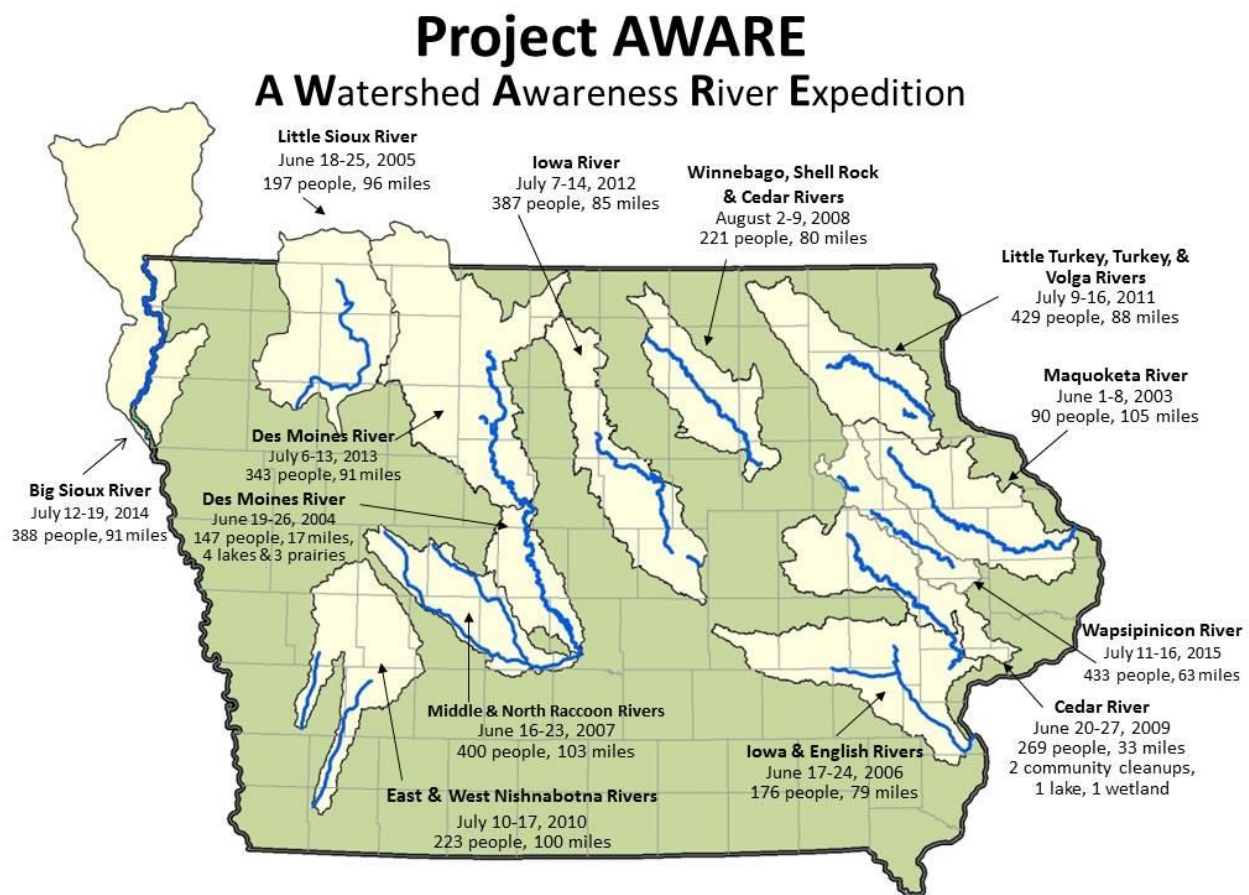 Project AWARE
A Watershed Awareness River Expedition
Little Sioux River
June 18-25, 2005
197 people, 96 miles
Iowa River
July 7-14, 2012
387 people, 85 miles
Winnebago, Shell Rock
& Cedar Rivers
August 2-9, 2008
221 people, 80 miles
Little Turkey, Turkey, &
Volga Rivers
July 9-16, 2011
429 people, 88 miles
Maquoketa River
June 1-8, 2003
90 people, 105 miles
Des Moines River
July 6-13, 2013
343 people, 91 miles
Big Sioux River
July 12-19, 2014
388 people, 91 miles
Des Moines River
June 19-26, 2004
147 people, 17 miles,
4 lakes & 3 prairies
Wapsipinicon River
July 11-16, 2015
433 people, 63 miles
Middle & North Raccoon Rivers
June 16-23, 2007
400 people, 103 miles
Cedar River
June 20-27, 2009
269 people, 33 miles
2 community cleanups,
1 lake, 1 wetland
Iowa & English Rivers
June 17-24, 2006
176 people, 79 miles
East & West Nishnabotna Rivers
July 10-17, 2010
223 people, 100 miles